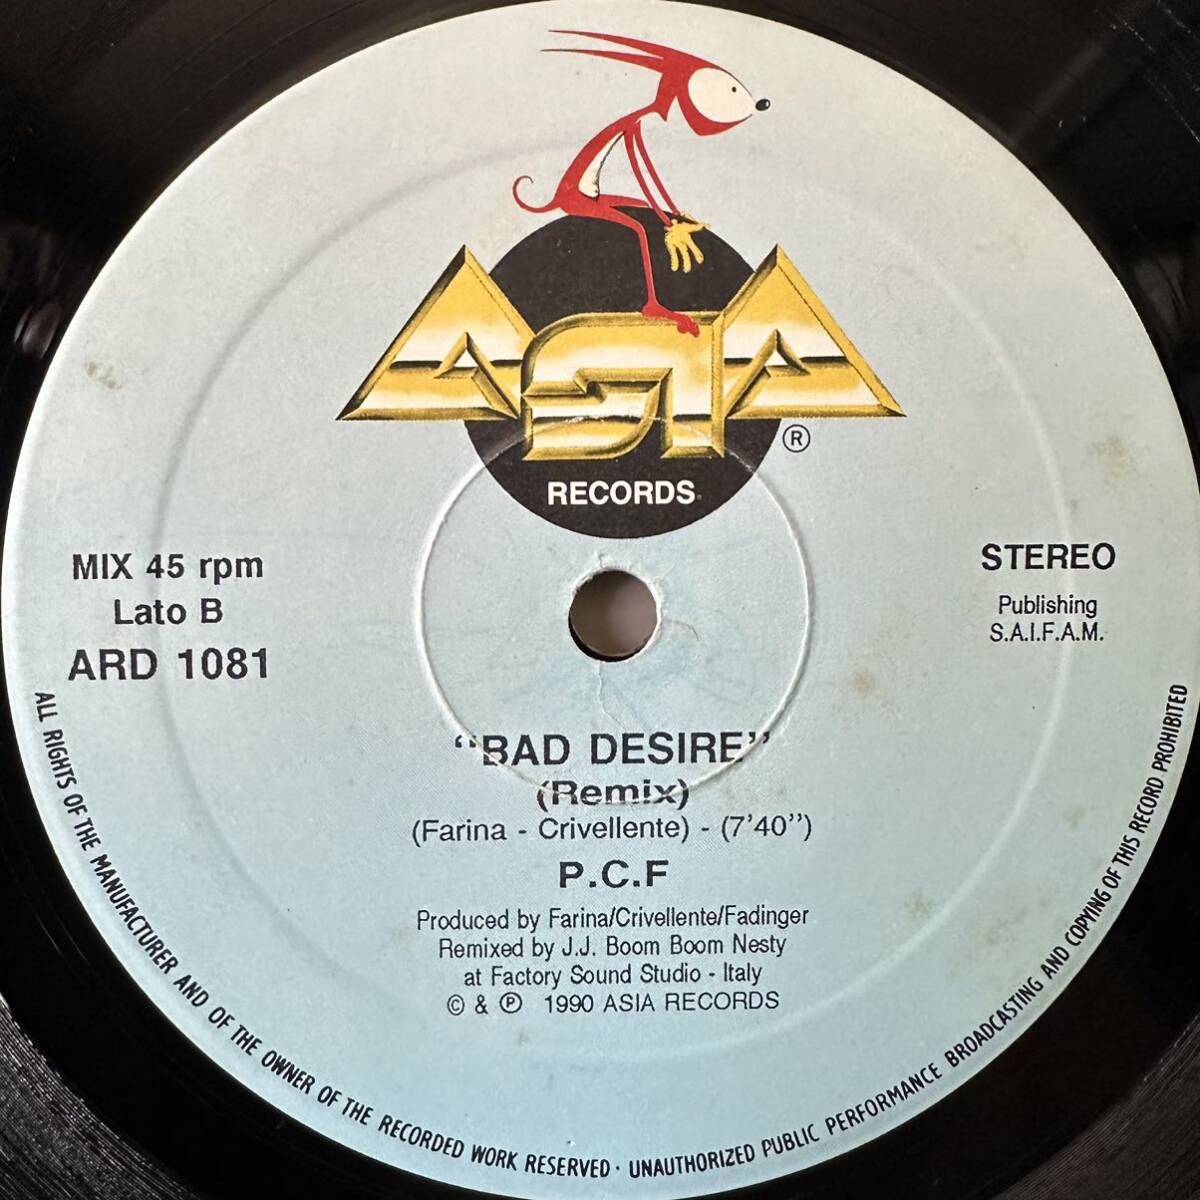 ASIA
®
RECORDS
MIX 45 rpm
Lato B
ARD 1081
STEREO
Publishing
S.A.I.F.A.M.
“BAD DESIRE”
(Remix)
(Farina - Crivellente) - (7’40’’)
P.C.F
Produced by Farina/Crivellente/Fadinger
Remixed by J.J. Boom Boom Nesty
at Factory Sound Studio - Italy
© & ℗ 1990 ASIA RECORDS
ALL RIGHTS OF THE MANUFACTURER AND OF THE OWNER OF THE RECORDED WORK RESERVED · UNAUTHORIZED PUBLIC PERFORMANCE BROADCASTING AND COPYING OF THIS RECORD PROHIBITED